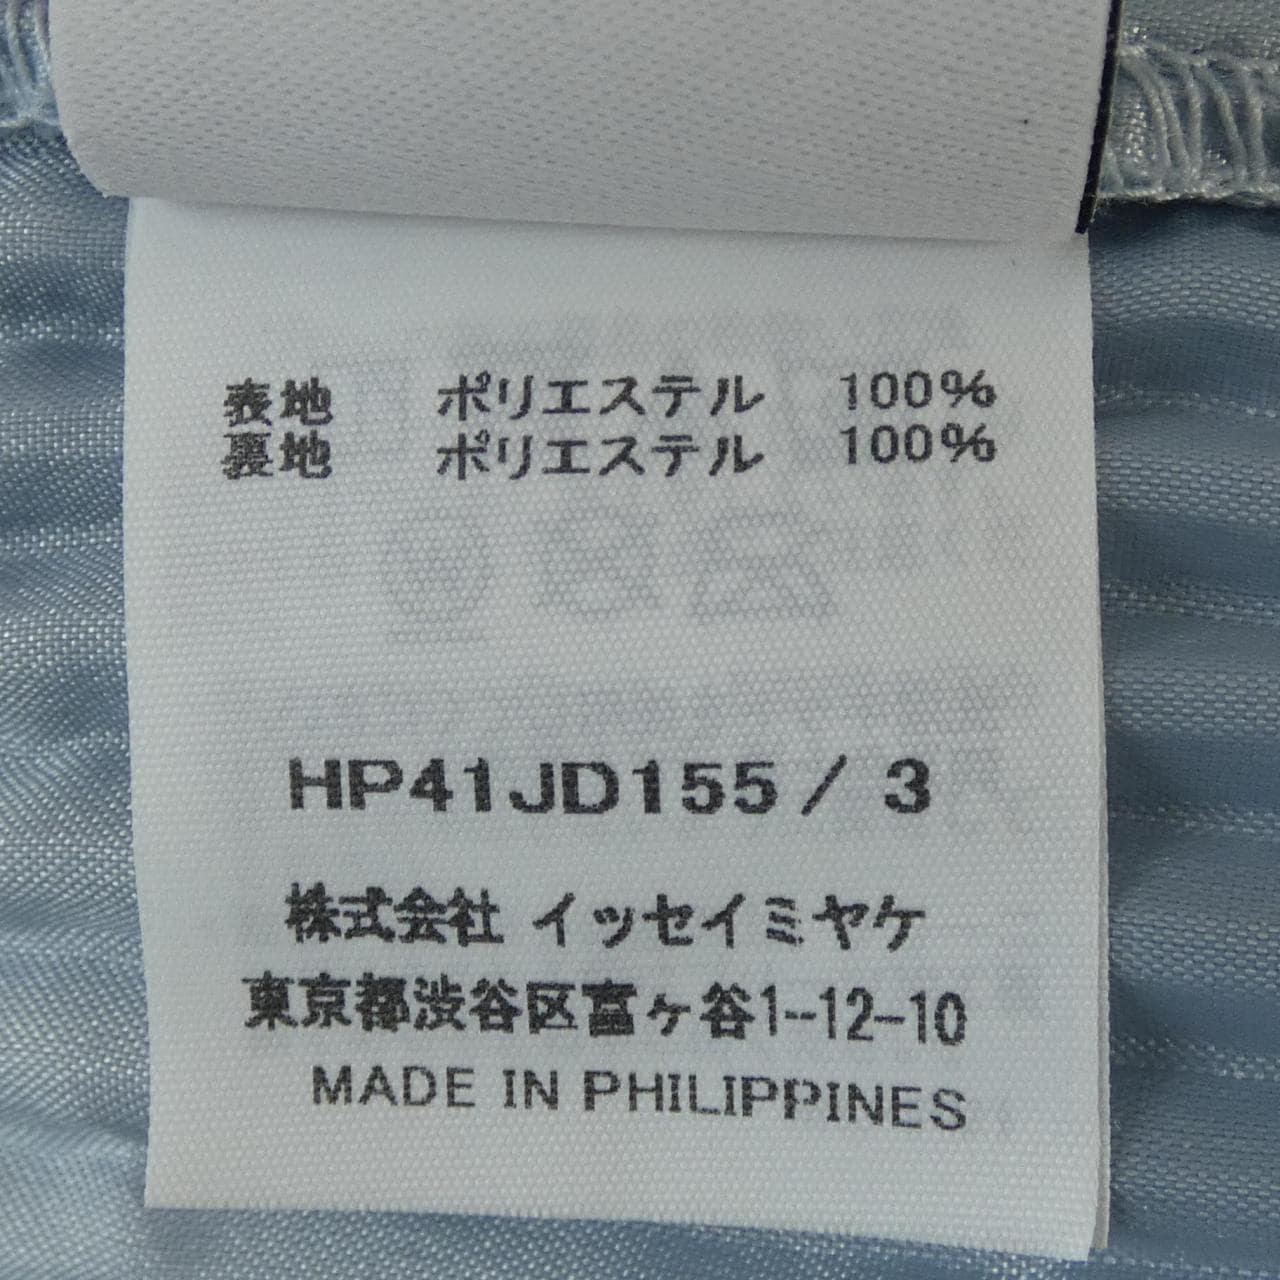 表地 ポリエステル 100%
裏地 ポリエステル 100%
HP41JD155 / 3
株式会社 イッセイミヤケ
東京都渋谷区富ヶ谷1-12-10
MADE IN PHILIPPINES